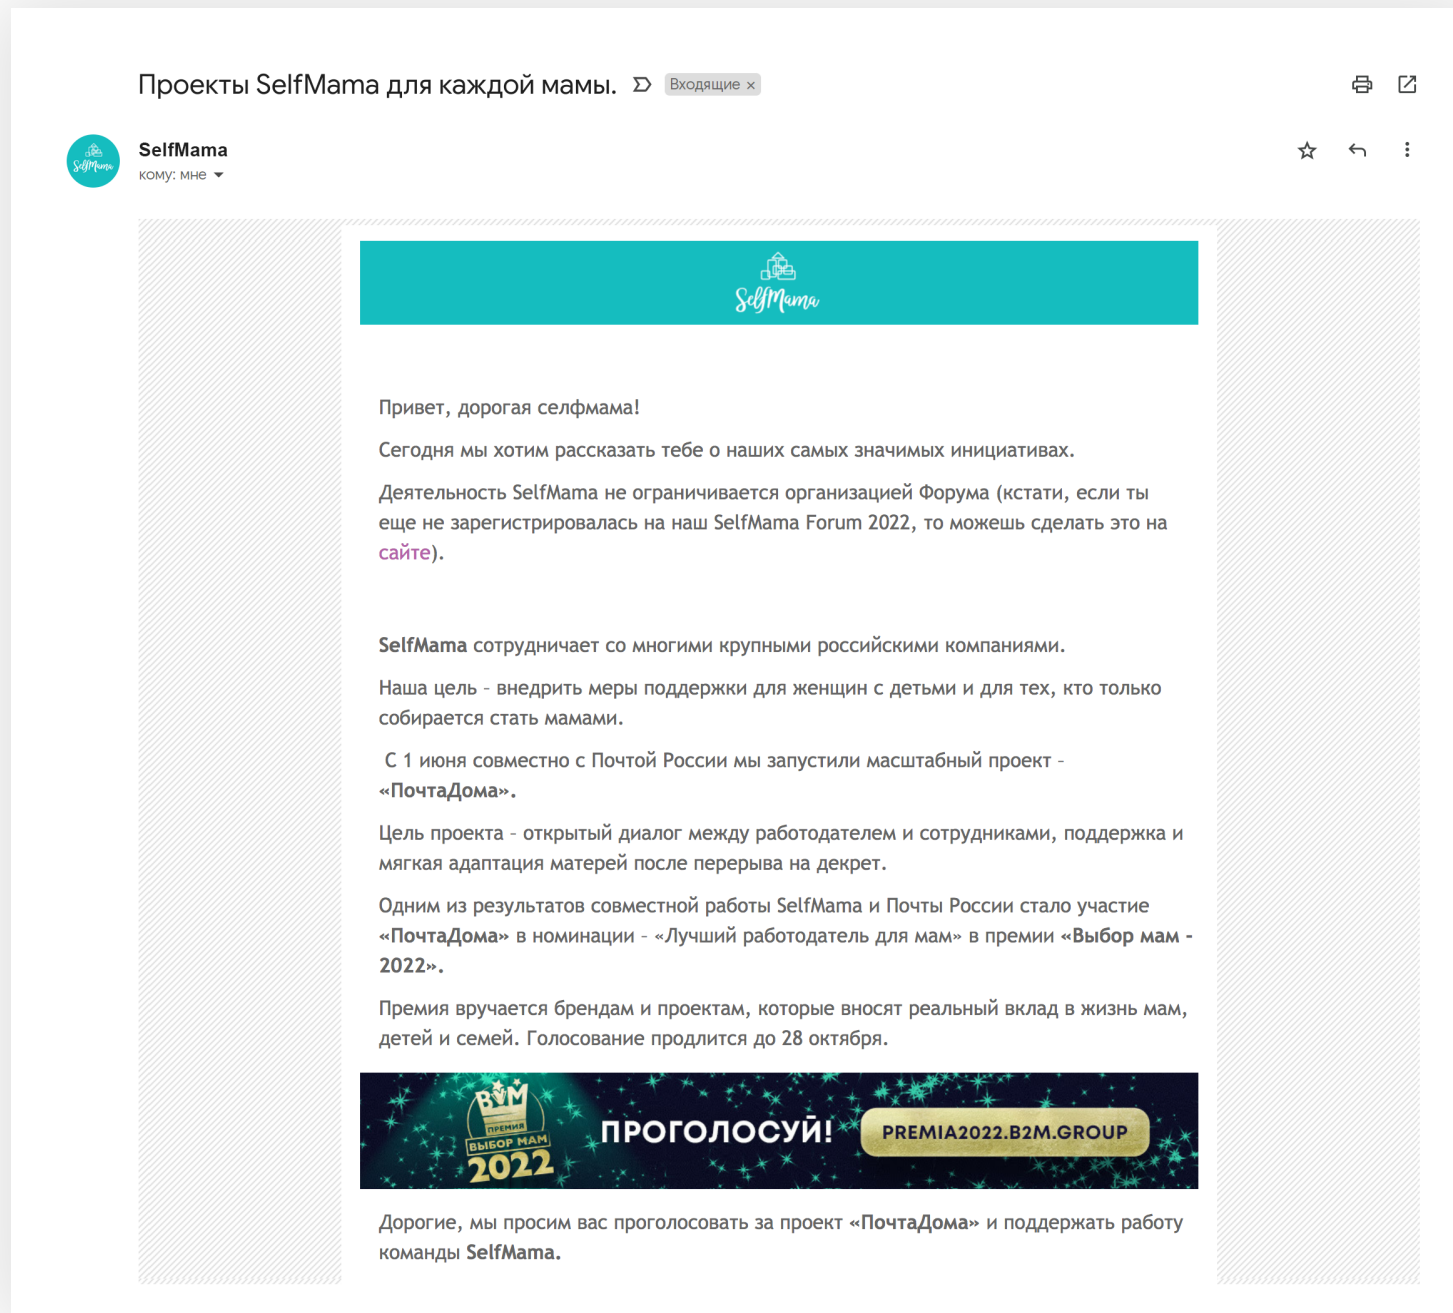 Проекты SelfMama для каждой мамы.
Входящие ×
SelfMama
SelfMama
кому: мне
SelfMama
Привет, дорогая селфмама!
Сегодня мы хотим рассказать тебе о наших самых значимых инициативах.
Деятельность SelfMama не ограничивается организацией Форума (кстати, если ты
еще не зарегистрировалась на наш SelfMama Forum 2022, то можешь сделать это на
сайте).
SelfMama сотрудничает со многими крупными российскими компаниями.
Наша цель – внедрить меры поддержки для женщин с детьми и для тех, кто только
собирается стать мамами.
С 1 июня совместно с Почтой России мы запустили масштабный проект –
«ПочтаДома».
Цель проекта – открытый диалог между работодателем и сотрудниками, поддержка и
мягкая адаптация матерей после перерыва на декрет.
Одним из результатов совместной работы SelfMama и Почты России стало участие
«ПочтаДома» в номинации – «Лучший работодатель для мам» в премии «Выбор мам -
2022».
Премия вручается брендам и проектам, которые вносят реальный вклад в жизнь мам,
детей и семей. Голосование продлится до 28 октября.
ВМ
ПРЕМИЯ
ВЫБОР МАМ
2022
ПРОГОЛОСУЙ!
PREMIA2022.B2M.GROUP
Дорогие, мы просим вас проголосовать за проект «ПочтаДома» и поддержать работу
команды SelfMama.